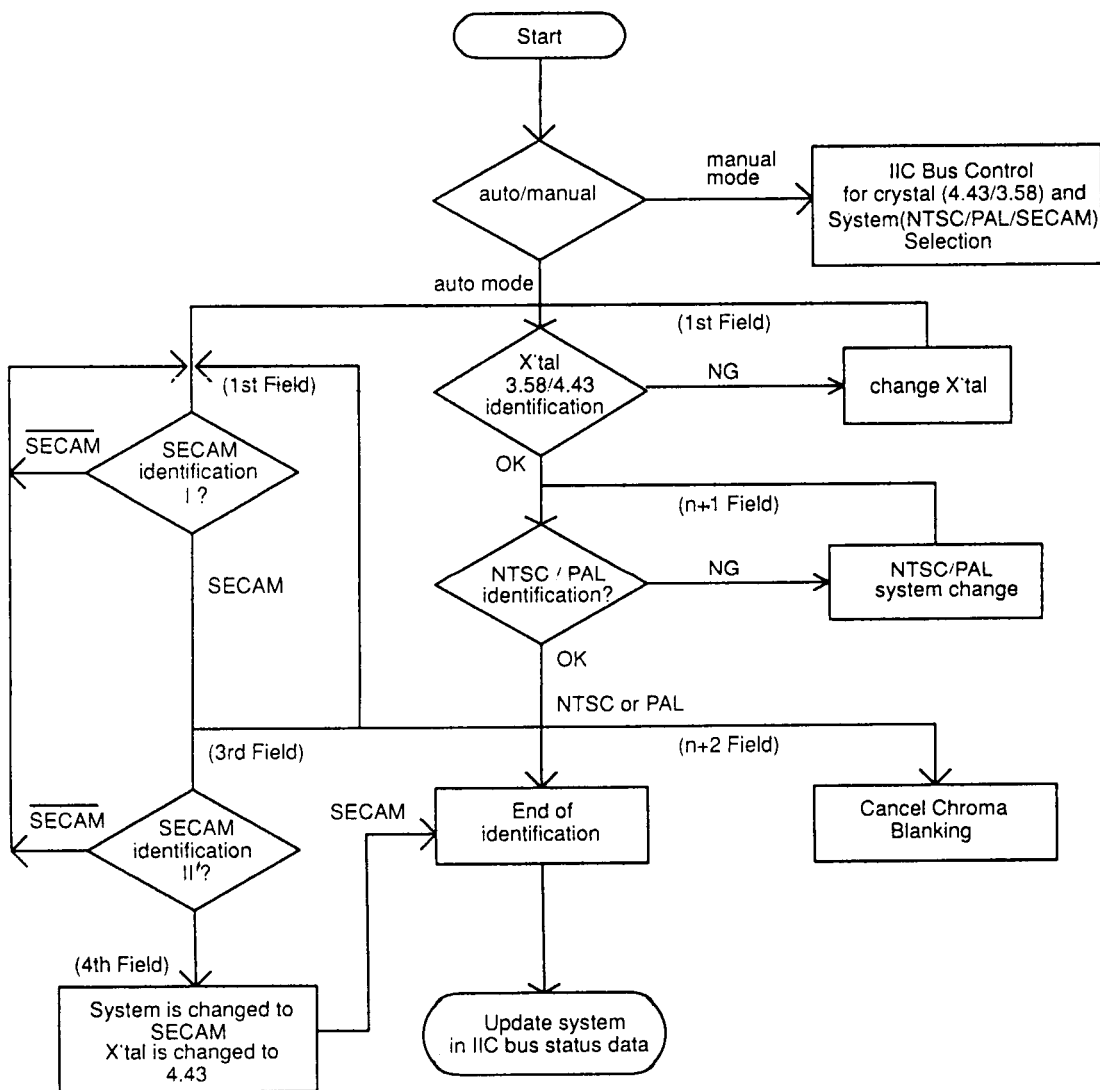 Start
auto/manual
manual
mode
IIC Bus Control
for crystal (4.43/3.58) and
System(NTSC/PAL/SECAM)
Selection
auto mode
(1st Field)
(1st Field)
X'tal
3.58/4.43
identification
NG
change X'tal
OK
SECAM
SECAM
identification
I ?
(n+1 Field)
SECAM
NTSC / PAL
identification?
NG
NTSC/PAL
system change
OK
NTSC or PAL
(3rd Field)
(n+2 Field)
SECAM
SECAM
identification
II'?
SECAM
End of
identification
Cancel Chroma
Blanking
(4th Field)
System is changed to
SECAM
X'tal is changed to
4.43
Update system
in IIC bus status data